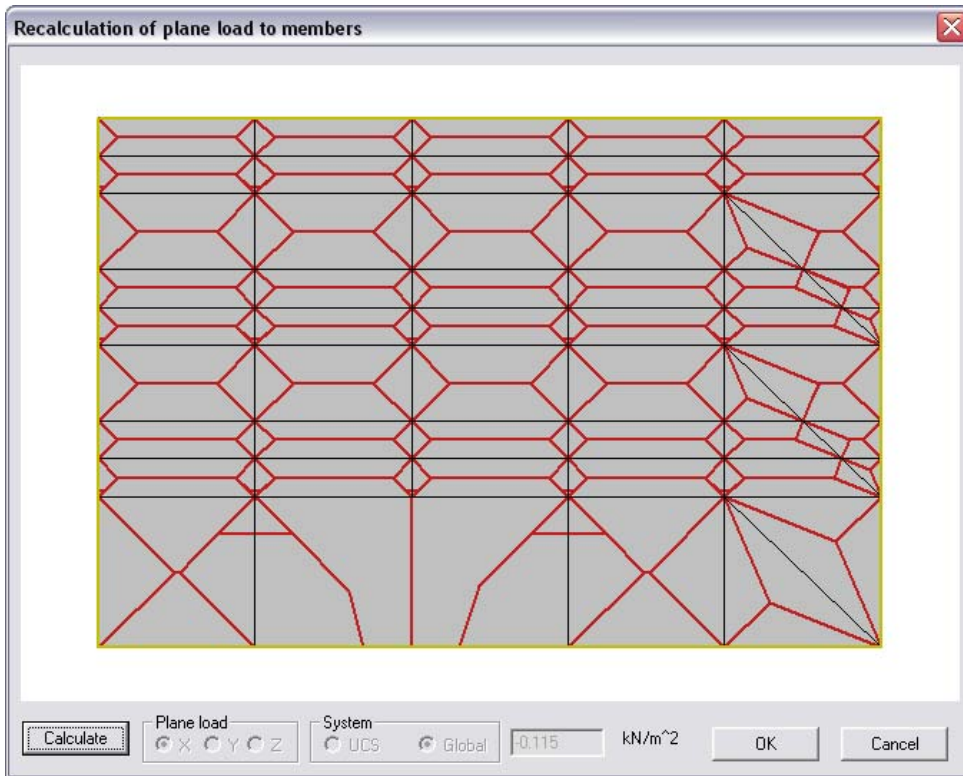 Recalculation of plane load to members
Calculate
Plane load
X Y Z
System
UCS Global
-0.115
kN/m^2
OK
Cancel